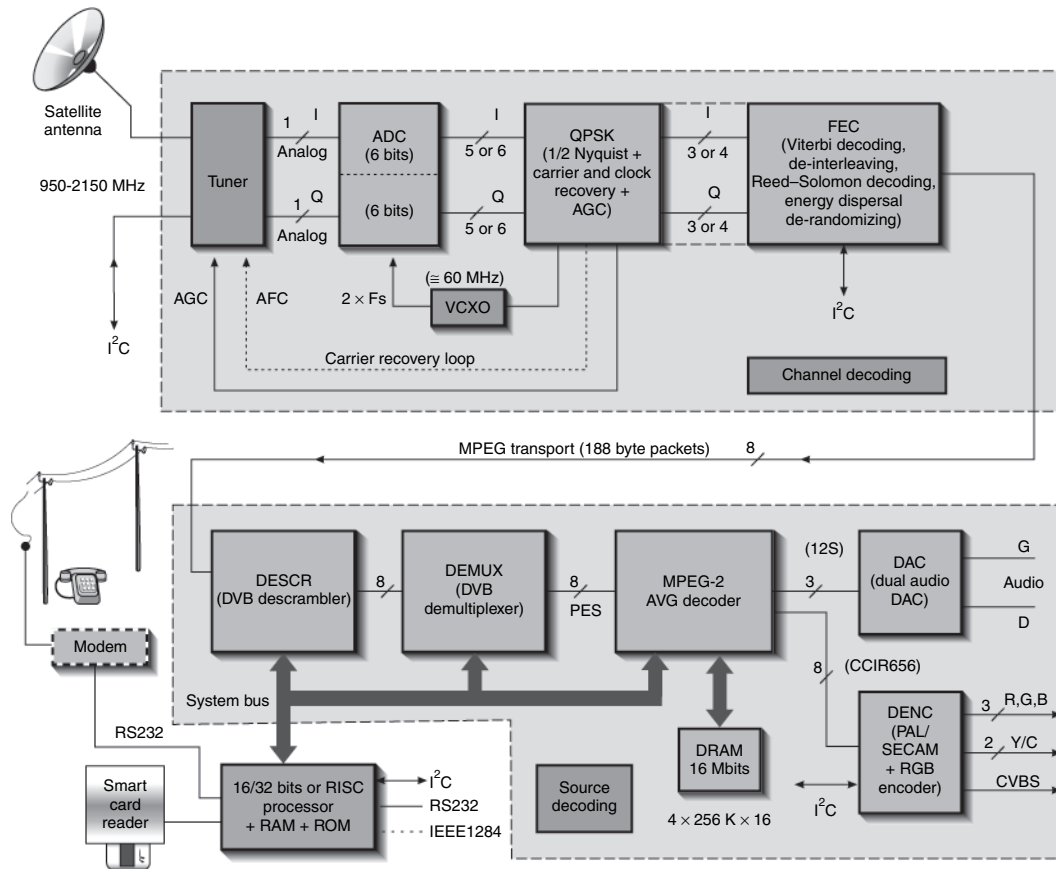 Satellite
antenna
950-2150 MHz
I²C
Tuner
1 I
Analog
1 Q
Analog
ADC
(6 bits)
(6 bits)
I
5 or 6
Q
5 or 6
QPSK
(1/2 Nyquist +
carrier and clock
recovery +
AGC)
I
3 or 4
Q
3 or 4
FEC
(Viterbi decoding,
de-interleaving,
Reed–Solomon decoding,
energy dispersal
de-randomizing)
I²C
AGC
AFC
2 × Fs
(≅ 60 MHz)
VCXO
Carrier recovery loop
Channel decoding
MPEG transport (188 byte packets)
8
DESCR
(DVB descrambler)
8
DEMUX
(DVB
demultiplexer)
8
PES
MPEG-2
AVG decoder
(12S)
3
DAC
(dual audio
DAC)
G
Audio
D
8
(CCIR656)
Modem
System bus
RS232
DRAM
16 Mbits
4 × 256 K × 16
DENC
(PAL/
SECAM
+ RGB
encoder)
3 R,G,B
2 Y/C
CVBS
I²C
Smart
card
reader
16/32 bits or RISC
processor
+ RAM + ROM
I²C
RS232
IEEE1284
Source
decoding